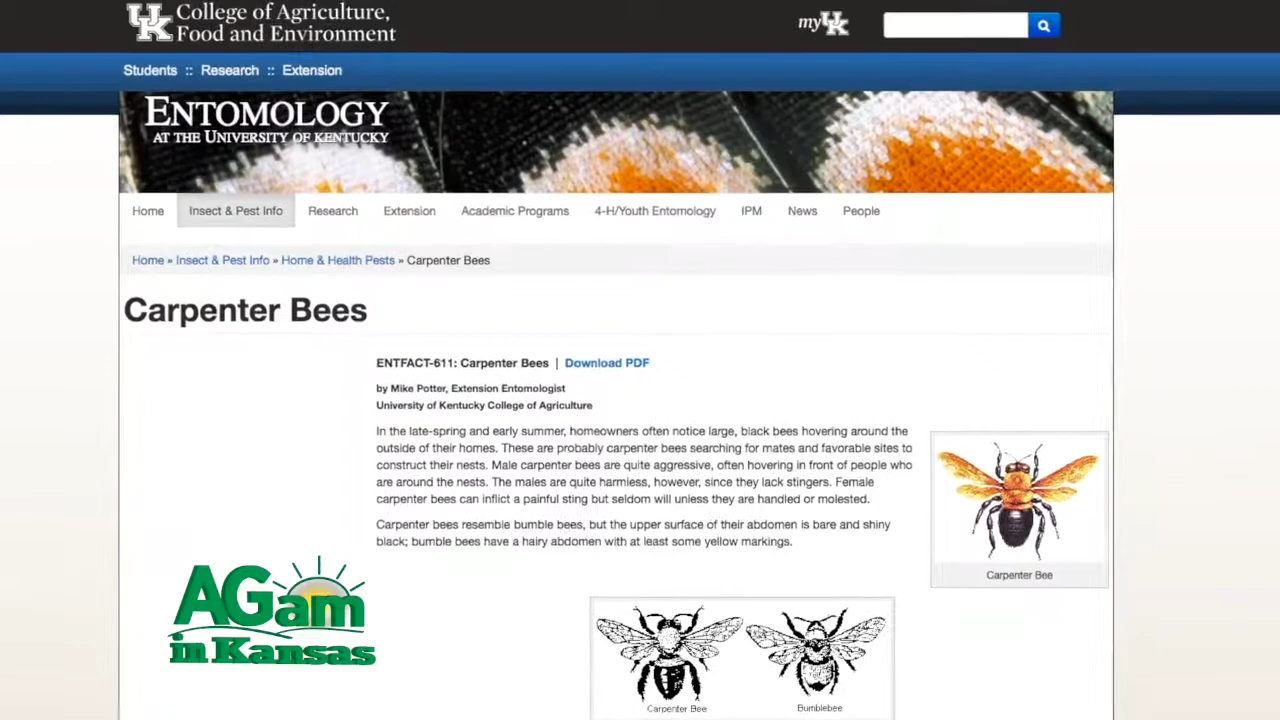 UK College of Agriculture,
Food and Environment
myUK
Students :: Research :: Extension
ENTOMOLOGY
AT THE UNIVERSITY OF KENTUCKY
Home Insect & Pest Info Research Extension Academic Programs 4-H/Youth Entomology IPM News People
Home » Insect & Pest Info » Home & Health Pests » Carpenter Bees
Carpenter Bees
ENTFACT-611: Carpenter Bees | Download PDF
by Mike Potter, Extension Entomologist
University of Kentucky College of Agriculture
In the late-spring and early summer, homeowners often notice large, black bees hovering around the
outside of their homes. These are probably carpenter bees searching for mates and favorable sites to
construct their nests. Male carpenter bees are quite aggressive, often hovering in front of people who
are around the nests. The males are quite harmless, however, since they lack stingers. Female
carpenter bees can inflict a painful sting but seldom will unless they are handled or molested.
Carpenter bees resemble bumble bees, but the upper surface of their abdomen is bare and shiny
black; bumble bees have a hairy abdomen with at least some yellow markings.
Carpenter Bee
AGam
in Kansas
Carpenter Bee Bumblebee